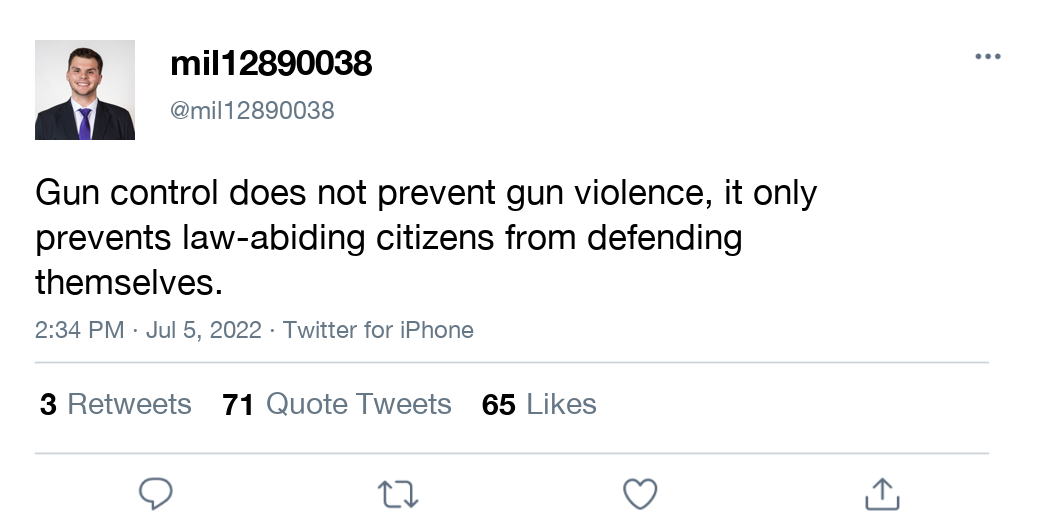 mil12890038
@mil12890038
Gun control does not prevent gun violence, it only
prevents law-abiding citizens from defending
themselves.
2:34 PM · Jul 5, 2022 · Twitter for iPhone
3 Retweets 71 Quote Tweets 65 Likes